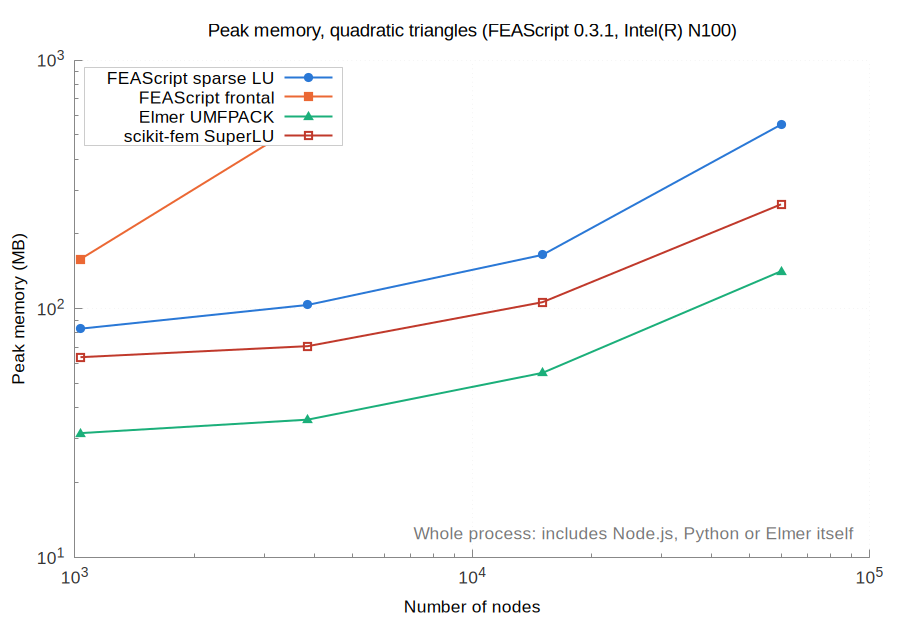 Peak memory, quadratic triangles (FEAScript 0.3.1, Intel(R) N100)
10³
FEAScript sparse LU
FEAScript frontal
Elmer UMFPACK
scikit-fem SuperLU
Peak memory (MB)
10²
Whole process: includes Node.js, Python or Elmer itself
10¹
10³ 10⁴ 10⁵
Number of nodes